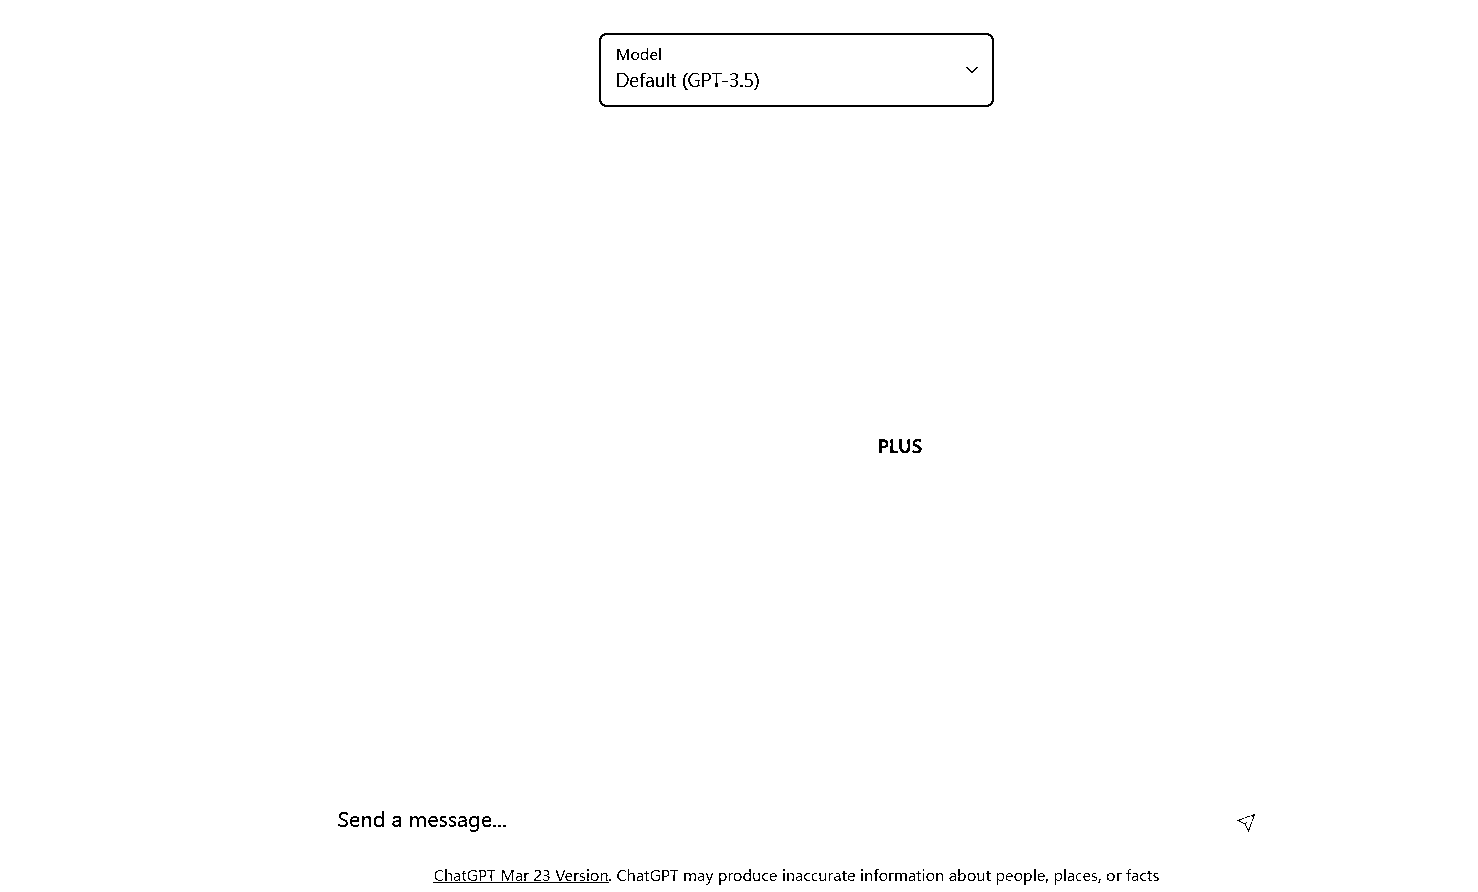 Model
Default (GPT-3.5)
PLUS
Send a message...
ChatGPT Mar 23 Version. ChatGPT may produce inaccurate information about people, places, or facts